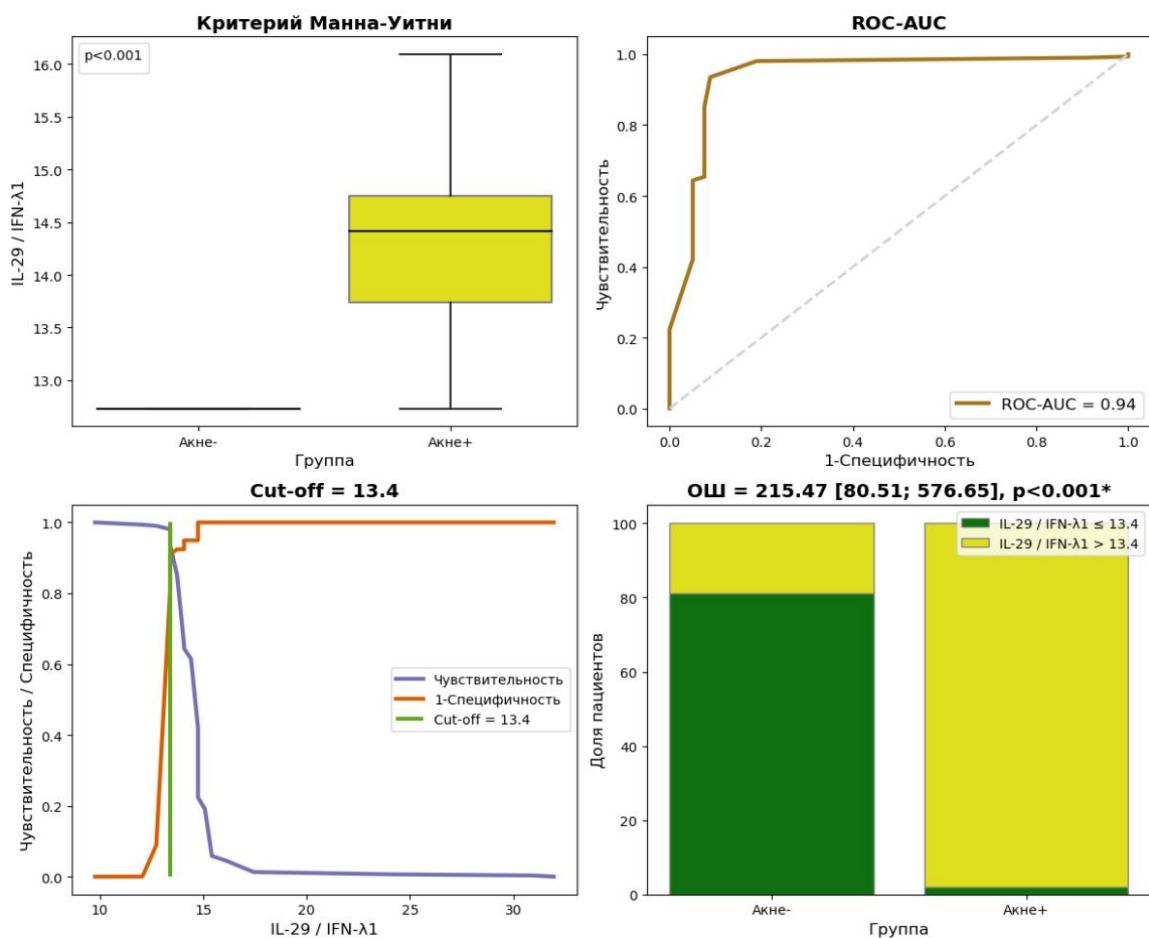 Критерий Манна-Уитни
p<0.001
16.0
15.5
15.0
14.5
14.0
13.5
13.0
IL-29 / IFN-λ1
Акне-
Акне+
Группа
ROC-AUC
1.0
0.8
0.6
0.4
0.2
0.0
Чувствительность
ROC-AUC = 0.94
0.0
0.2
0.4
0.6
0.8
1.0
1-Специфичность
Cut-off = 13.4
1.0
0.8
0.6
0.4
0.2
0.0
Чувствительность / Специфичность
Чувствительность
1-Специфичность
Cut-off = 13.4
10
15
20
25
30
IL-29 / IFN-λ1
ОШ = 215.47 [80.51; 576.65], p<0.001*
100
80
60
40
20
0
Доля пациентов
IL-29 / IFN-λ1 ≤ 13.4
IL-29 / IFN-λ1 > 13.4
Акне-
Акне+
Группа